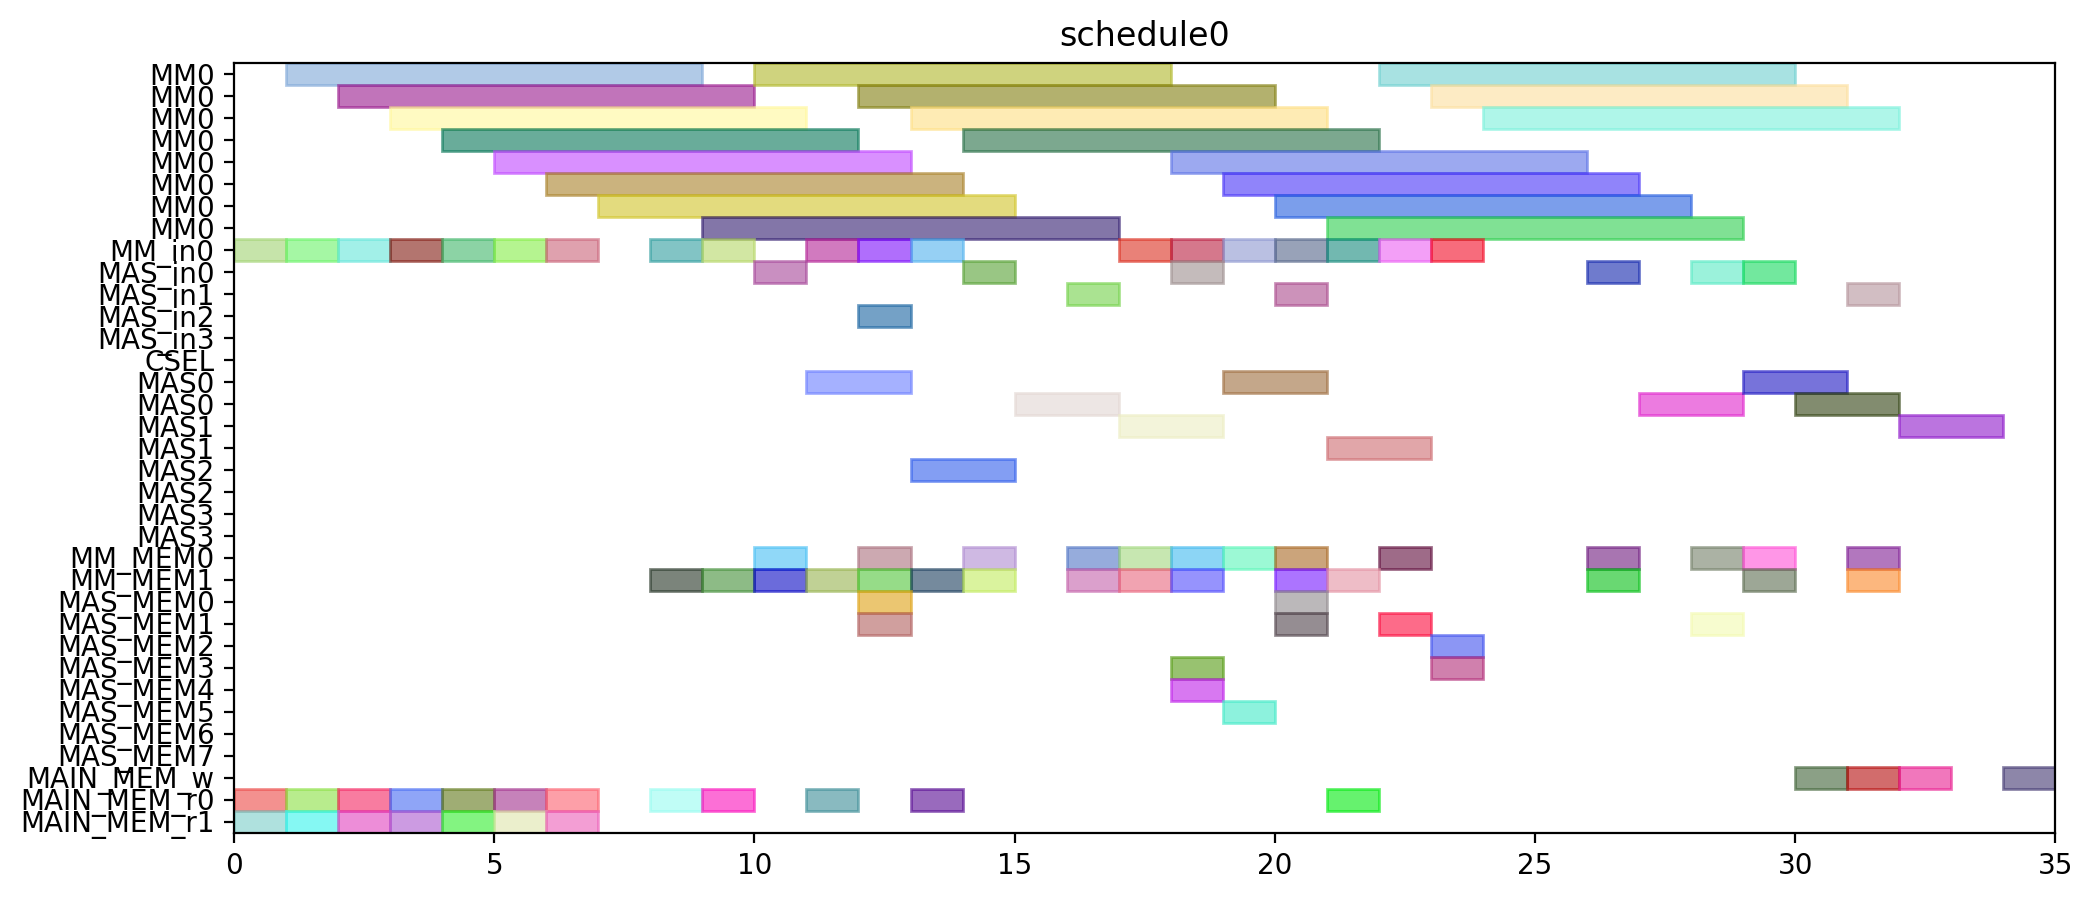 schedule0
MM0
MM0
MM0
MM0
MM0
MM0
MM0
MM0
MM_in0
MAS_in0
MAS_in1
MAS_in2
MAS_in3
CSEL
MAS0
MAS0
MAS1
MAS1
MAS2
MAS2
MAS3
MAS3
MM_MEM0
MM_MEM1
MAS_MEM0
MAS_MEM1
MAS_MEM2
MAS_MEM3
MAS_MEM4
MAS_MEM5
MAS_MEM6
MAS_MEM7
MAIN_MEM_w
MAIN_MEM_r0
MAIN_MEM_r1
0 5 10 15 20 25 30 35